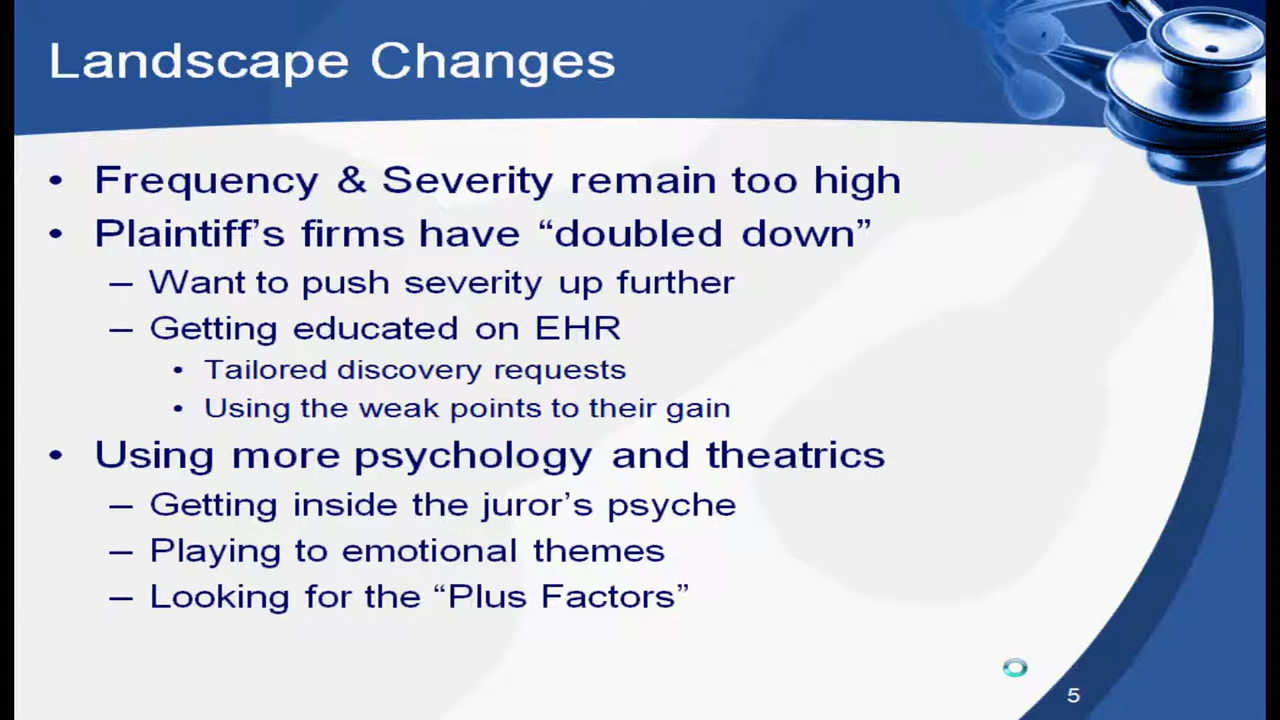 Landscape Changes
• Frequency & Severity remain too high
• Plaintiff’s firms have “doubled down”
– Want to push severity up further
– Getting educated on EHR
• Tailored discovery requests
• Using the weak points to their gain
• Using more psychology and theatrics
– Getting inside the juror’s psyche
– Playing to emotional themes
– Looking for the “Plus Factors”
5